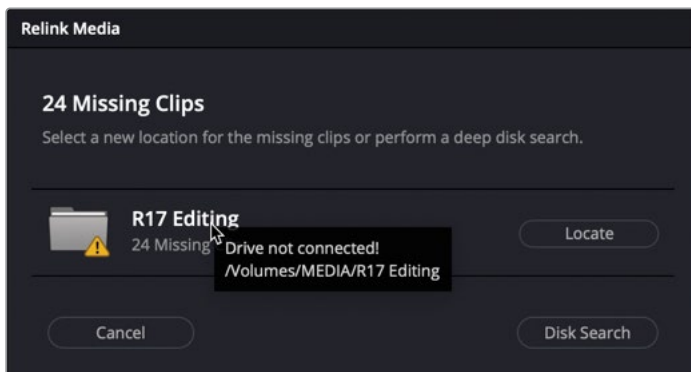 Relink Media
24 Missing Clips
Select a new location for the missing clips or perform a deep disk search.
R17 Editing
24 Missing
Drive not connected!
/Volumes/MEDIA/R17 Editing
Locate
Cancel
Disk Search